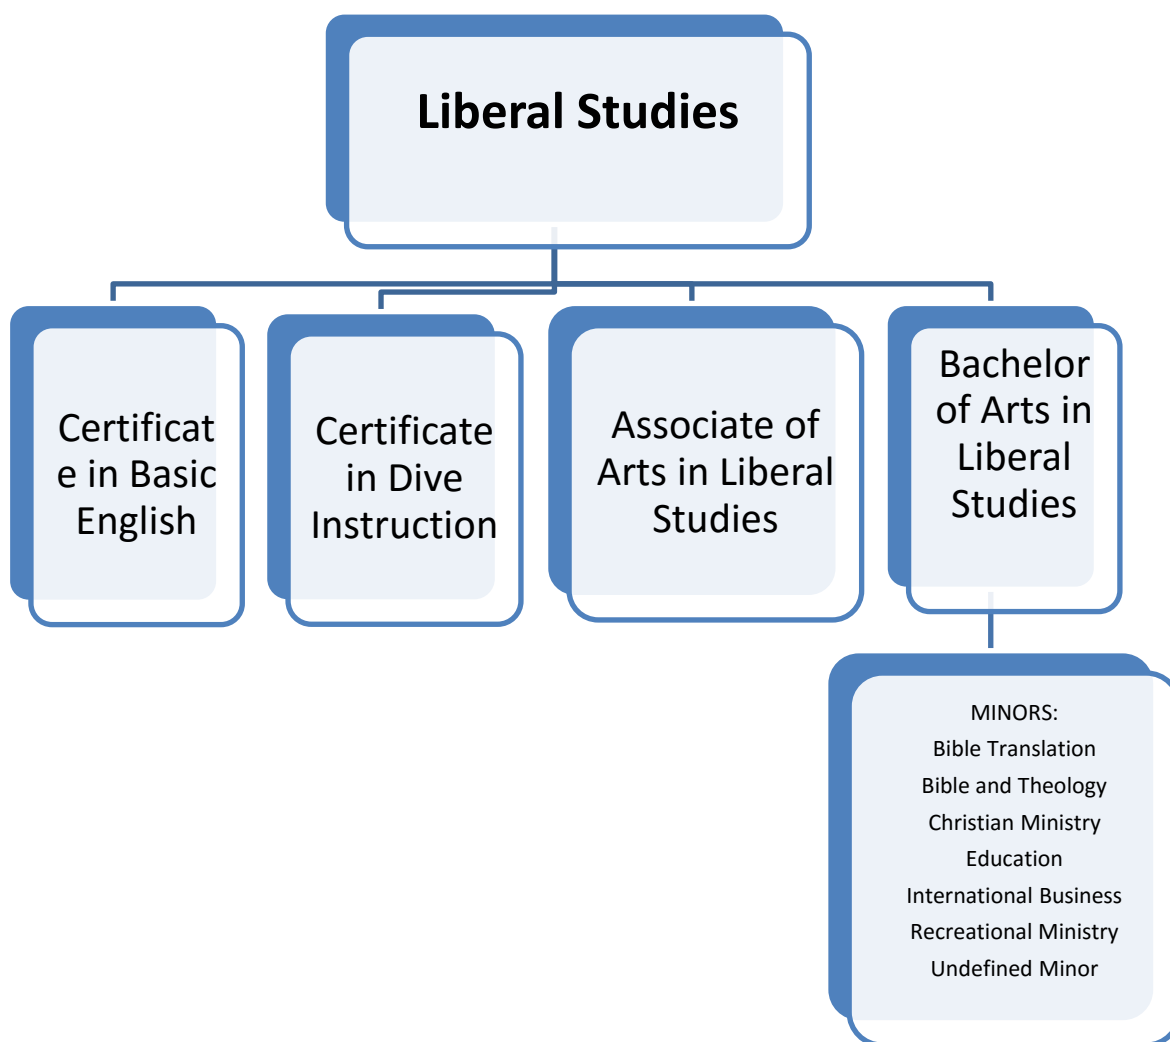 Liberal Studies
Certificat
e in Basic
English
Certificate
in Dive
Instruction
Associate of
Arts in Liberal
Studies
Bachelor
of Arts in
Liberal
Studies
MINORS:
Bible Translation
Bible and Theology
Christian Ministry
Education
International Business
Recreational Ministry
Undefined Minor